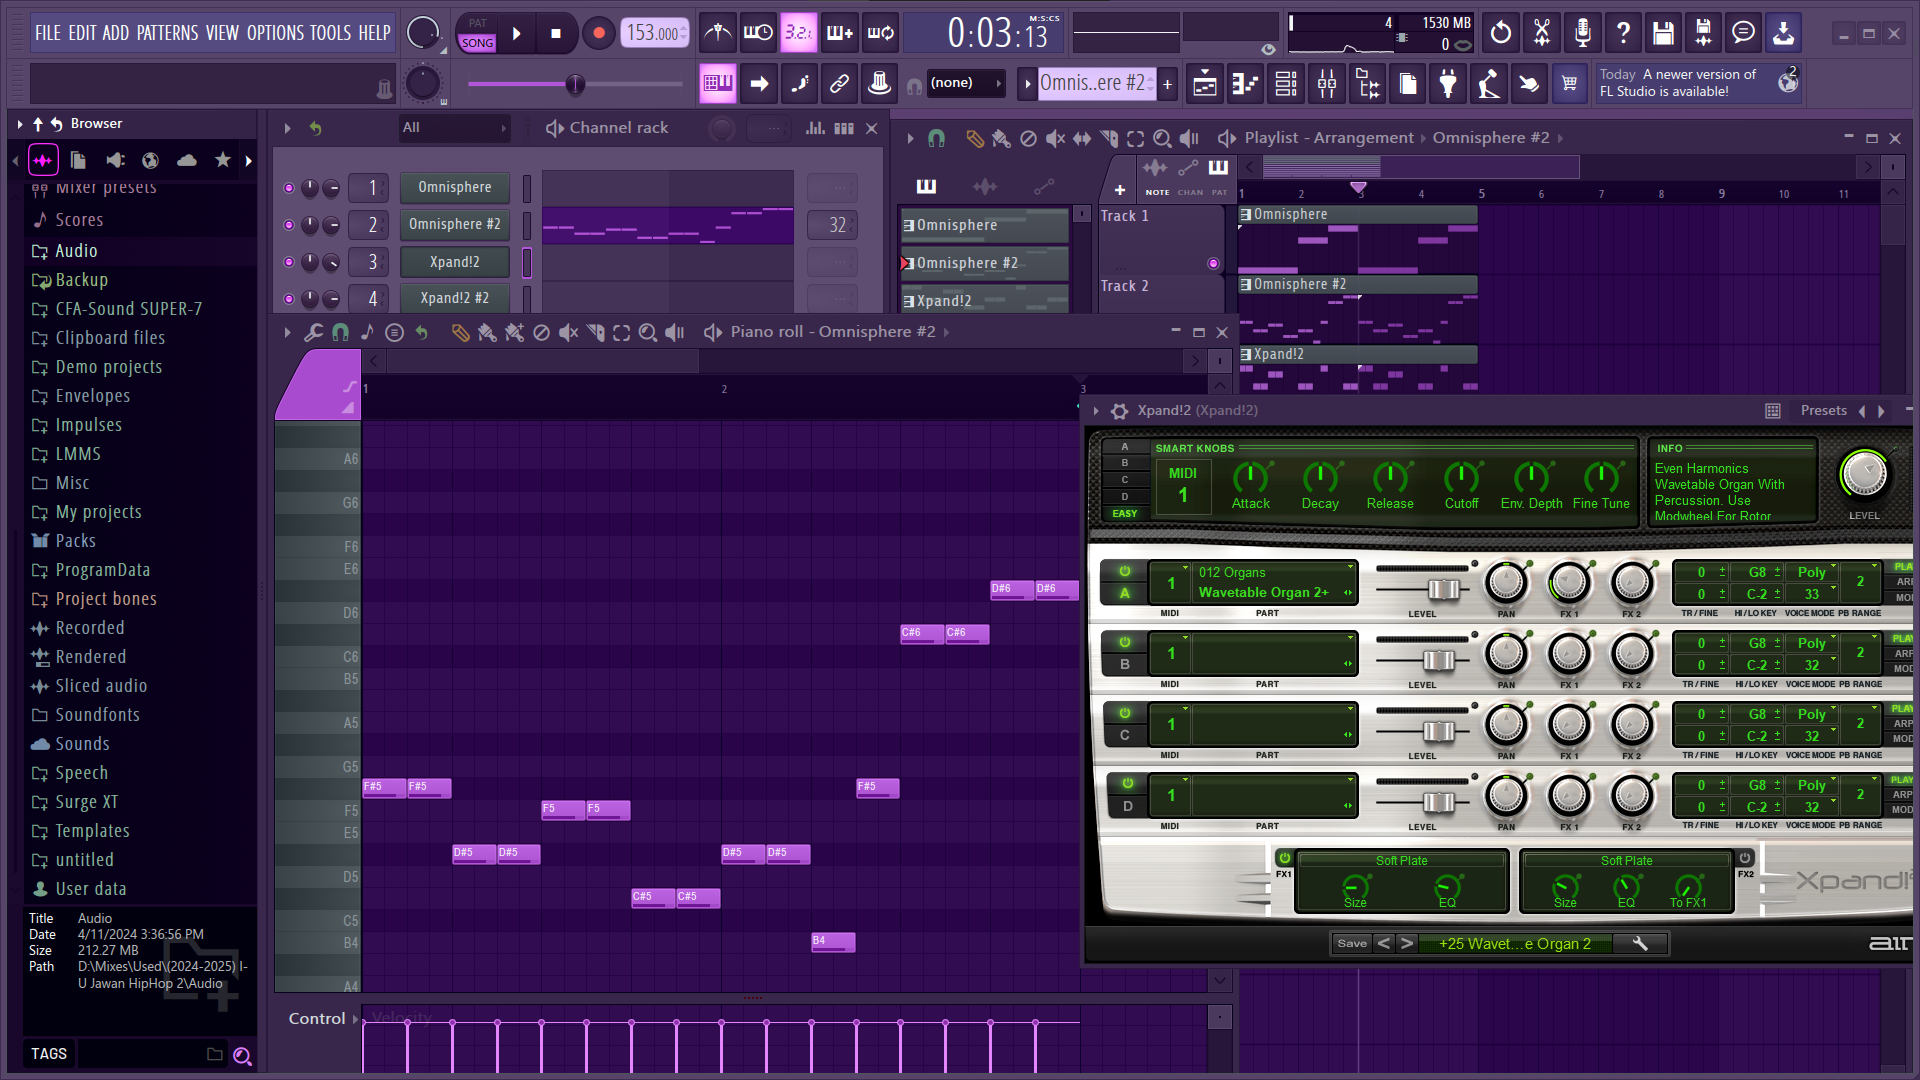 FILE EDIT ADD PATTERNS VIEW OPTIONS TOOLS HELP
PAT
SONG
153.000
3.2.
0:03:13
M:S:CS
4
1530 MB
0
(none)
Omnis..ere #2
Today A newer version of
FL Studio is available!
2
Browser
Mixer presets
Scores
Audio
Backup
CFA-Sound SUPER-7
Clipboard files
Demo projects
Envelopes
Impulses
LMMS
Misc
My projects
Packs
ProgramData
Project bones
Recorded
Rendered
Sliced audio
Soundfonts
Sounds
Speech
Surge XT
Templates
untitled
User data
Title Audio
Date 4/11/2024 3:36:56 PM
Size 212.27 MB
Path D:\Mixes\Used\(2024-2025) I-
U Jawan HipHop 2\Audio
TAGS
All
Channel rack
1 Omnisphere
2 Omnisphere #2 32
3 Xpand!2
4 Xpand!2 #2
Playlist - Arrangement Omnisphere #2
NOTE CHAN PAT
1 2 3 4 5 6 7 8 9 10 11
Omnisphere
Omnisphere #2
Xpand!2
Track 1
Track 2
Omnisphere
Omnisphere #2
Xpand!2
Piano roll - Omnisphere #2
1 2 3
A6
G6
F6
E6
D6
C6
B5
A5
G5
F5
E5
D5
C5
B4
A4
D#6 D#6
C#6 C#6
F#5 F#5 F#5
F5 F5
D#5 D#5 D#5 D#5
C#5 C#5
B4
Control Velocity
Xpand!2 (Xpand!2)
Presets
A
B
C
D
EASY
SMART KNOBS
MIDI
1
Attack Decay Release Cutoff Env. Depth Fine Tune
INFO
Even Harmonics
Wavetable Organ With
Percussion. Use
Modwheel For Rotor
LEVEL
A 1 012 Organs
Wavetable Organ 2+
0 G8 Poly 2 PLAY
0 C-2 33 ARP
MOD
MIDI PART LEVEL PAN FX 1 FX 2 TR / FINE HI / LO KEY VOICE MODE PB RANGE
B 1
0 G8 Poly 2 PLAY
0 C-2 32 ARP
MOD
MIDI PART LEVEL PAN FX 1 FX 2 TR / FINE HI / LO KEY VOICE MODE PB RANGE
C 1
0 G8 Poly 2 PLAY
0 C-2 32 ARP
MOD
MIDI PART LEVEL PAN FX 1 FX 2 TR / FINE HI / LO KEY VOICE MODE PB RANGE
D 1
0 G8 Poly 2 PLAY
0 C-2 32 ARP
MOD
MIDI PART LEVEL PAN FX 1 FX 2 TR / FINE HI / LO KEY VOICE MODE PB RANGE
FX1 Soft Plate
Size EQ
Soft Plate FX2
Size EQ To FX1
Xpand!2
Save < > +25 Wavet...e Organ 2
air